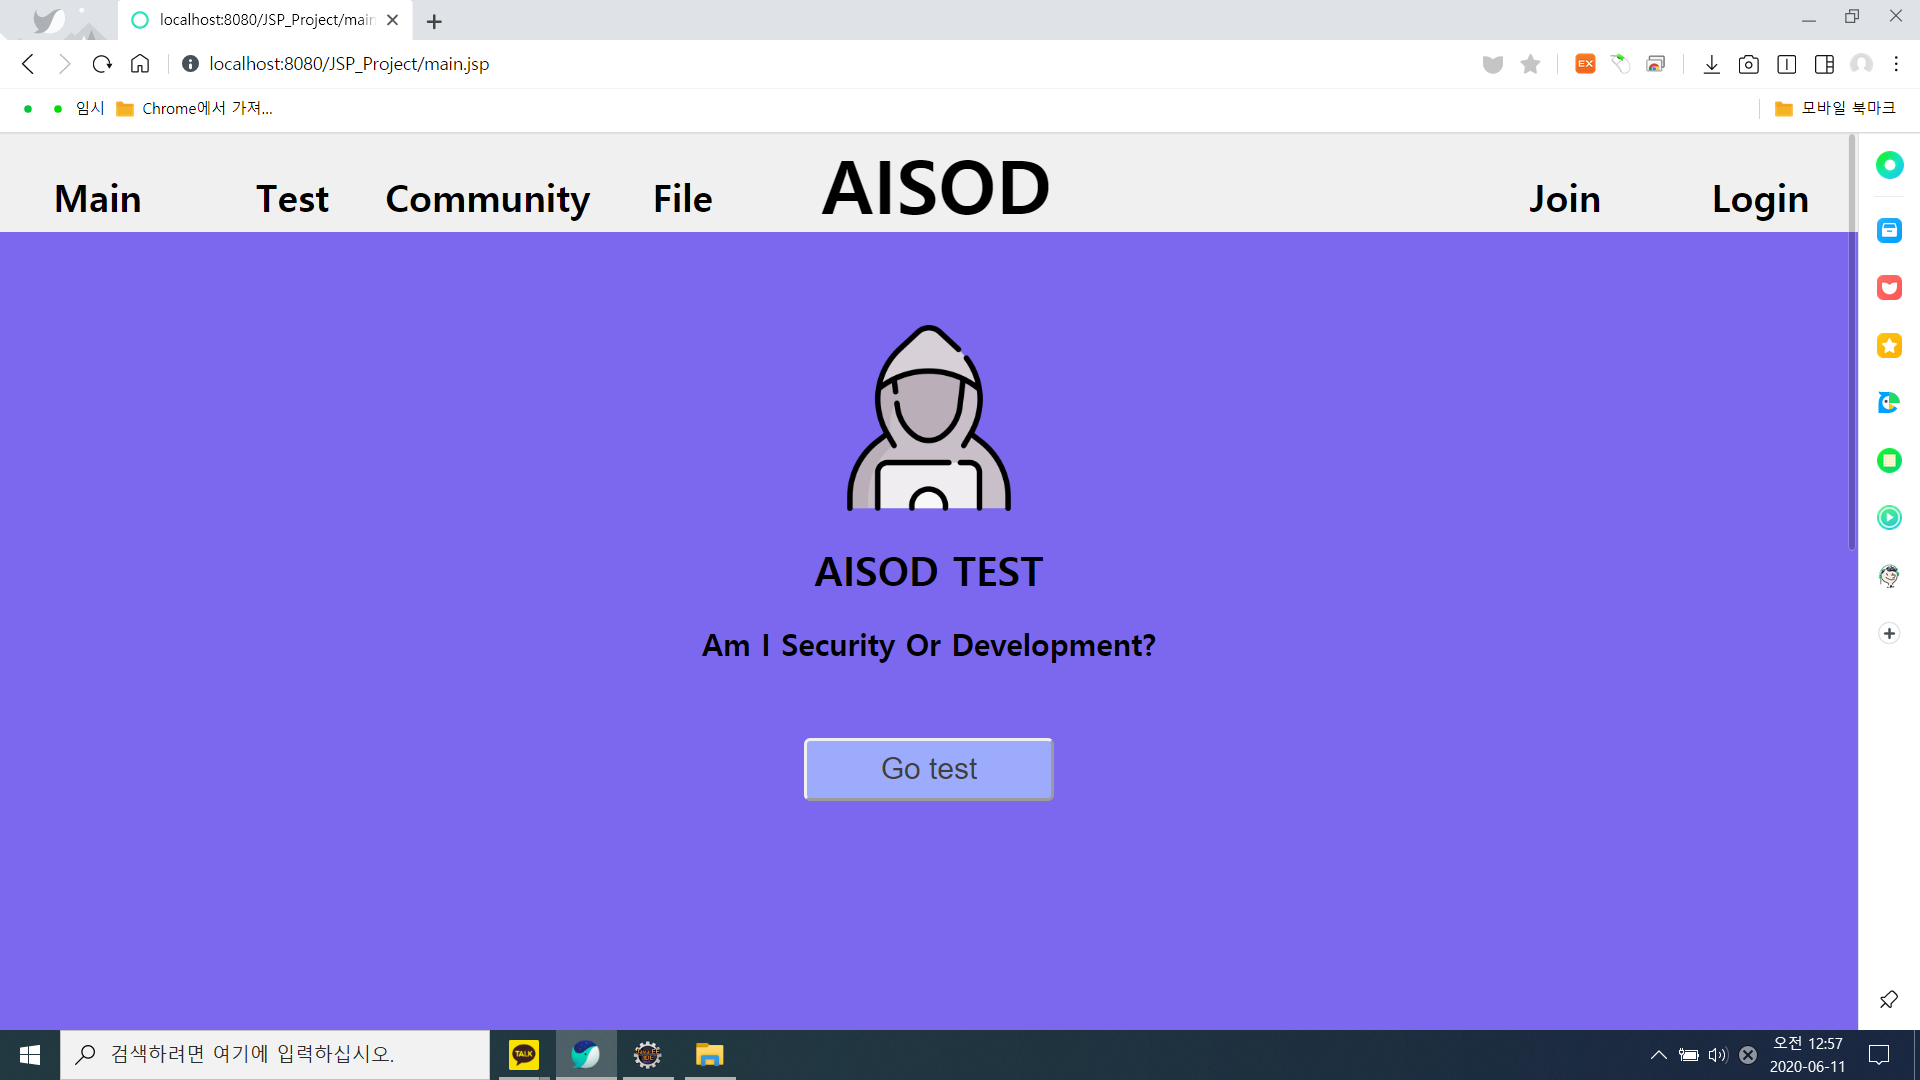 localhost:8080/JSP_Project/main
localhost:8080/JSP_Project/main.jsp
EX
임시
Chrome에서 가져...
모바일 북마크
Main Test Community File AISOD Join Login
AISOD TEST
Am I Security Or Development?
Go test
검색하려면 여기에 입력하십시오.
TALK
오전 12:57
2020-06-11